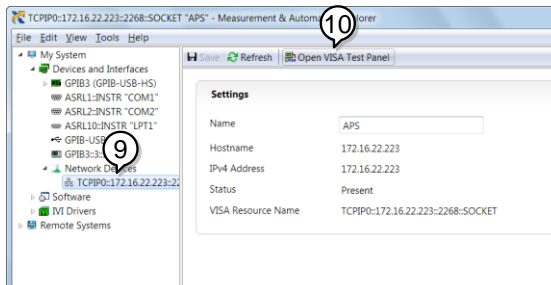 TCPIP0::172.16.22.223::2268::SOCKET "APS" - Measurement & Automa
orer
10
File Edit View Tools Help
Save Refresh Open VISA Test Panel
My System
Devices and Interfaces
GPIB3 (GPIB-USB-HS)
ASRL1::INSTR "COM1"
ASRL2::INSTR "COM2"
ASRL10::INSTR "LPT1"
GPIB-USB
GPIB3::3::
9
Network Devices
TCPIP0::172.16.22.223::22
Software
IVI Drivers
Remote Systems
Settings
Name APS
Hostname 172.16.22.223
IPv4 Address 172.16.22.223
Status Present
VISA Resource Name TCPIP0::172.16.22.223::2268::SOCKET